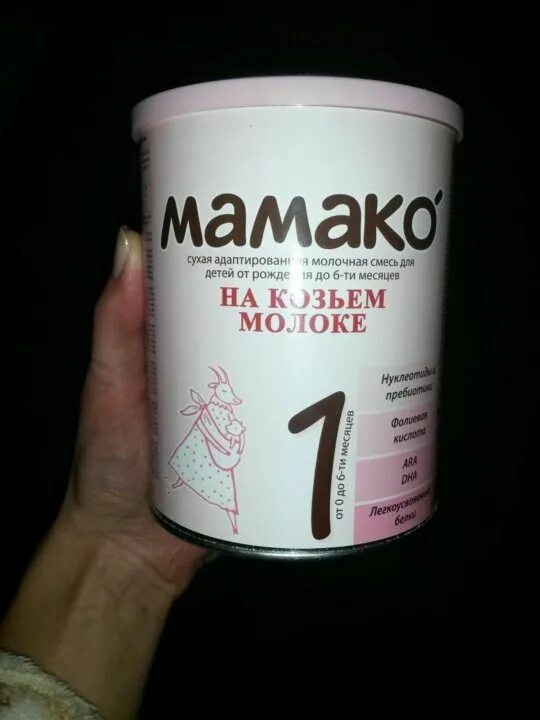 мамако́
сухая адаптированная молочная смесь для
детей от рождения до 6-ти месяцев
НА КОЗЬЕМ
МОЛОКЕ
1
от 0 до 6-ти месяцев
Нуклеотиды и
пребиотики
Фолиевая
кислота
ARA
DHA
Легкоусвояемые
белки